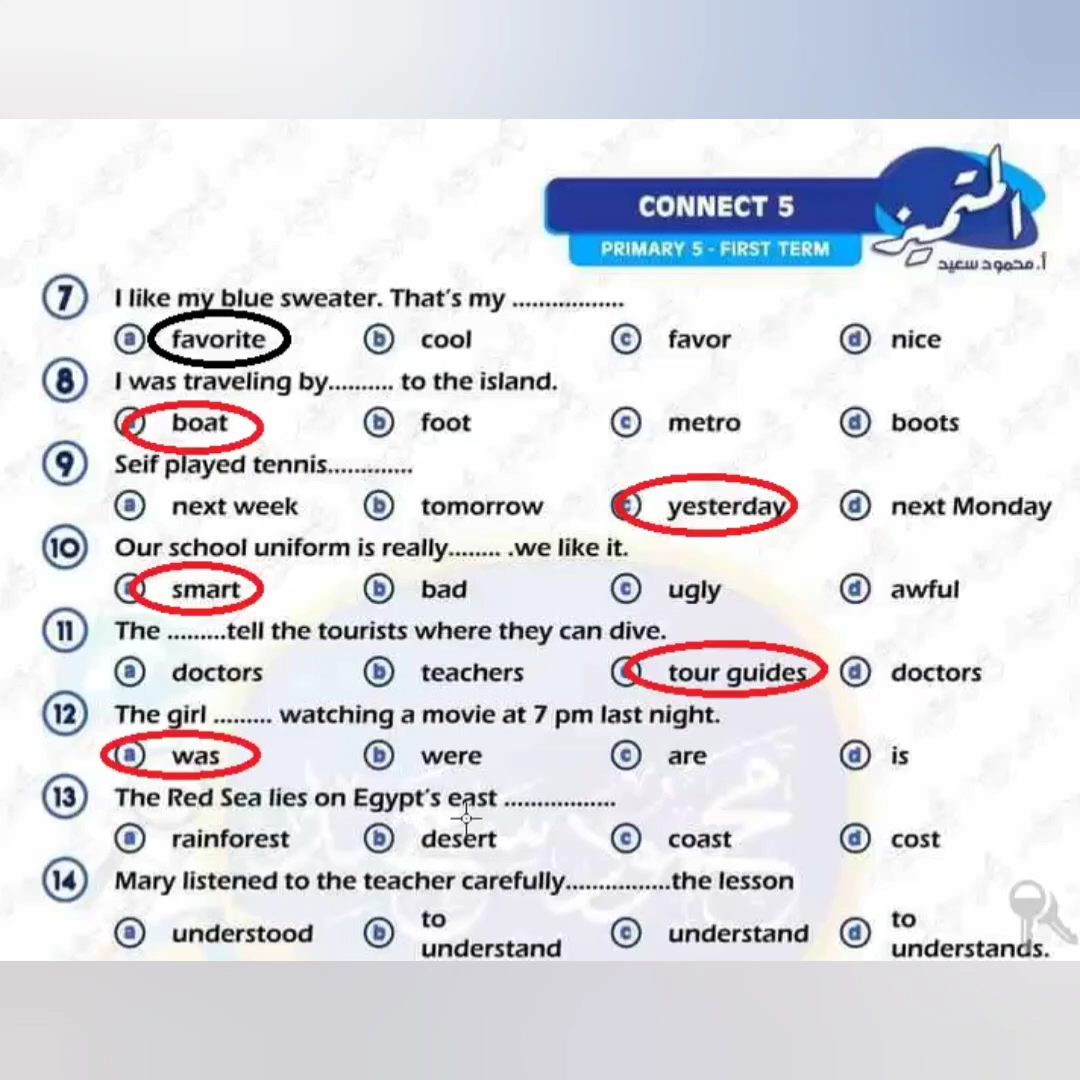 CONNECT 5
PRIMARY 5 - FIRST TERM
المتميز
أ. محمود سعيد
7 I like my blue sweater. That's my .................
a favorite b cool c favor d nice
8 I was traveling by.......... to the island.
a boat b foot c metro d boots
9 Seif played tennis.............
a next week b tomorrow c yesterday d next Monday
10 Our school uniform is really........ .we like it.
a smart b bad c ugly d awful
11 The .........tell the tourists where they can dive.
a doctors b teachers c tour guides d doctors
12 The girl ......... watching a movie at 7 pm last night.
a was b were c are d is
13 The Red Sea lies on Egypt's east .................
a rainforest b desert c coast d cost
14 Mary listened to the teacher carefully................the lesson
a understood b to understand c understand d to understands.